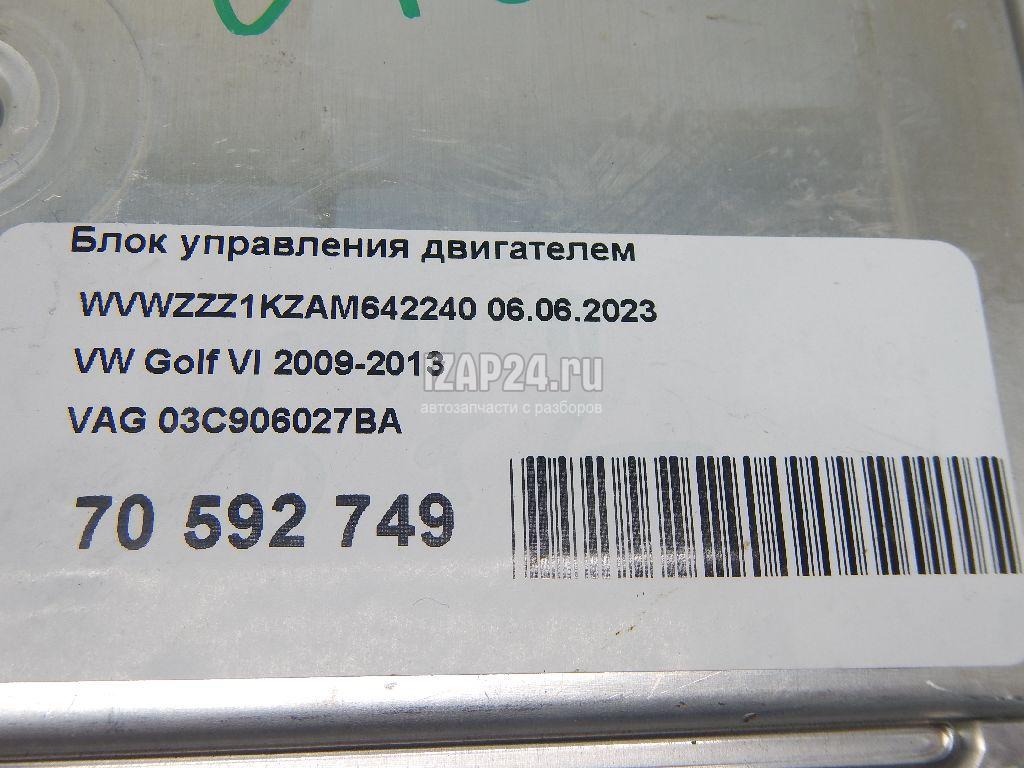 Блок управления двигателем
WVWZZZ1KZAM642240 06.06.2023
VW Golf VI 2009-2013
iZAP24.ru
автозапчасти с разборов
VAG 03C906027BA
70 592 749